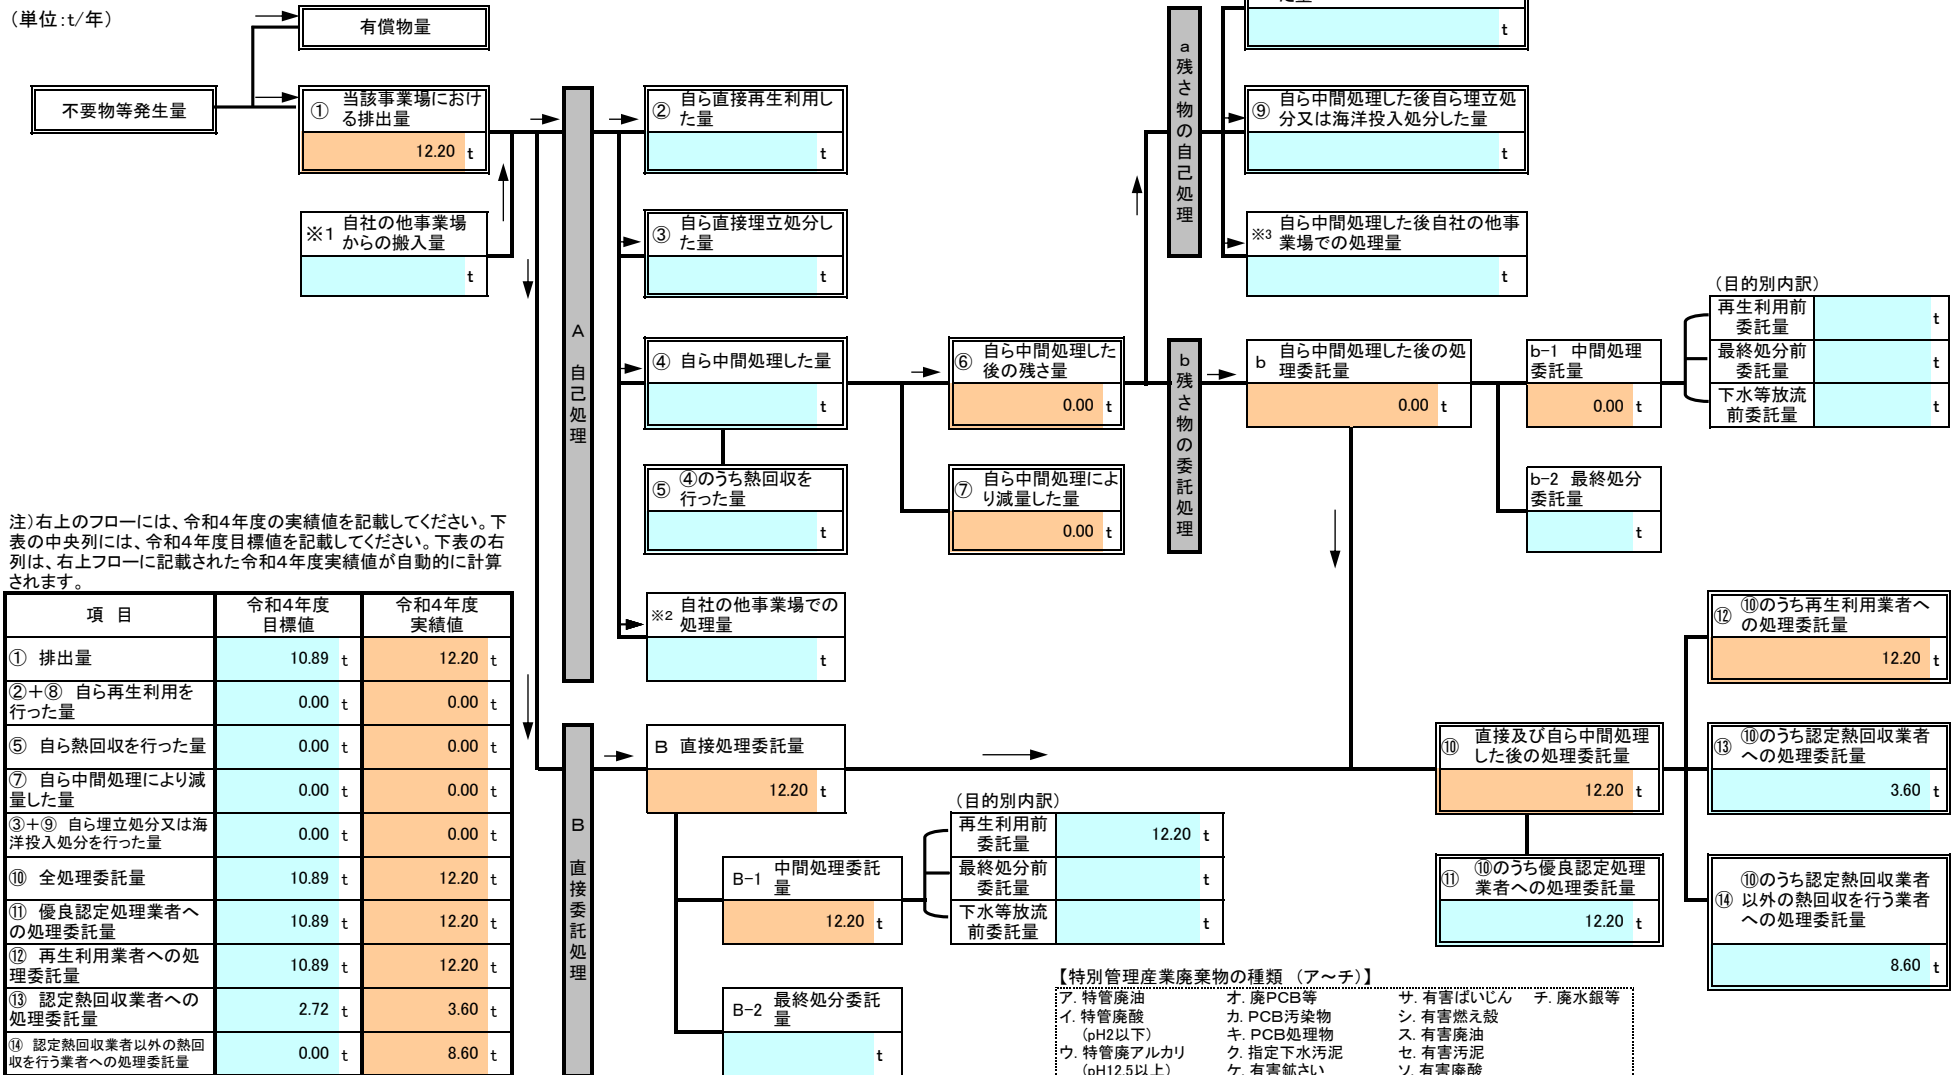 (単位:t/年)
有償物量
不要物等発生量
① 当該事業場におけ
る排出量
12.20 t
※1 自社の他事業場
からの搬入量
t
A 自己処理
② 自ら直接再生利用し
た量
t
③ 自ら直接埋立処分し
た量
t
④ 自ら中間処理した量
t
⑤ ④のうち熱回収を
行った量
t
※2 自社の他事業場での
処理量
t
⑥ 自ら中間処理した
後の残さ量
0.00 t
⑦ 自ら中間処理によ
り減量した量
0.00 t
a 残さ物の自己処理
t
⑨ 自ら中間処理した後自ら埋立処
分又は海洋投入処分した量
t
※3 自ら中間処理した後自社の他事
業場での処理量
t
b 残さ物の委託処理
b 自ら中間処理した後の処
理委託量
0.00 t
b-1 中間処理
委託量
0.00 t
b-2 最終処分
委託量
t
(目的別内訳)
再生利用前
委託量
t
最終処分前
委託量
t
下水等放流
前委託量
t
注)右上のフローには、令和4年度の実績値を記載してください。下
表の中央列には、令和4年度目標値を記載してください。下表の右
列は、右上フローに記載された令和4年度実績値が自動的に計算
されます。
項 目 令和4年度 目標値 令和4年度 実績値
① 排出量 10.89 t 12.20 t
②+⑧ 自ら再生利用を
行った量 0.00 t 0.00 t
⑤ 自ら熱回収を行った量 0.00 t 0.00 t
⑦ 自ら中間処理により減
量した量 0.00 t 0.00 t
③+⑨ 自ら埋立処分又は海
洋投入処分を行った量 0.00 t 0.00 t
⑩ 全処理委託量 10.89 t 12.20 t
⑪ 優良認定処理業者へ
の処理委託量 10.89 t 12.20 t
⑫ 再生利用業者への処
理委託量 10.89 t 12.20 t
⑬ 認定熱回収業者への
処理委託量 2.72 t 3.60 t
⑭ 認定熱回収業者以外の熱回
収を行う業者への処理委託量 0.00 t 8.60 t
B 直接委託処理
B 直接処理委託量
12.20 t
B-1 中間処理委託
量
12.20 t
B-2 最終処分委託
量
t
(目的別内訳)
再生利用前
委託量
12.20 t
最終処分前
委託量
t
下水等放流
前委託量
t
⑩ 直接及び自ら中間処理
した後の処理委託量
12.20 t
⑪ ⑩のうち優良認定処理
業者への処理委託量
12.20 t
⑫ ⑩のうち再生利用業者へ
の処理委託量
12.20 t
⑬ ⑩のうち認定熱回収業者
への処理委託量
3.60 t
⑭ ⑩のうち認定熱回収業者
以外の熱回収を行う業者
への処理委託量
8.60 t
【特別管理産業廃棄物の種類 (ア~チ)】
ア. 特管廃油 オ. 廃PCB等 サ. 有害ばいじん チ. 廃水銀等
イ. 特管廃酸 カ. PCB汚染物 シ. 有害燃え殻
(pH2以下) キ. PCB処理物 ス. 有害廃油
ウ. 特管廃アルカリ ク. 指定下水汚泥 セ. 有害汚泥
(pH12.5以上) ケ. 有害鉱さい ソ. 有害廃酸